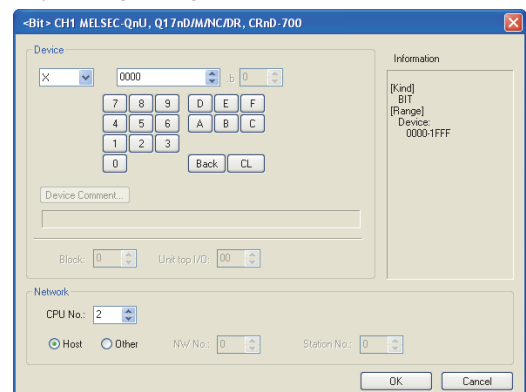 <Bit> CH1 MELSEC-QnU, Q17nD/M/NC/DR, CRnD-700
Device
X 0000 .b 0
7 8 9 D E F
4 5 6 A B C
1 2 3
0 Back CL
Device Comment...
Block: 0 Unit top I/O: 00
Information
[Kind]
BIT
[Range]
Device:
0000-1FFF
Network
CPU No.: 2
Host Other NW No.: 0 Station No.: 0
OK Cancel